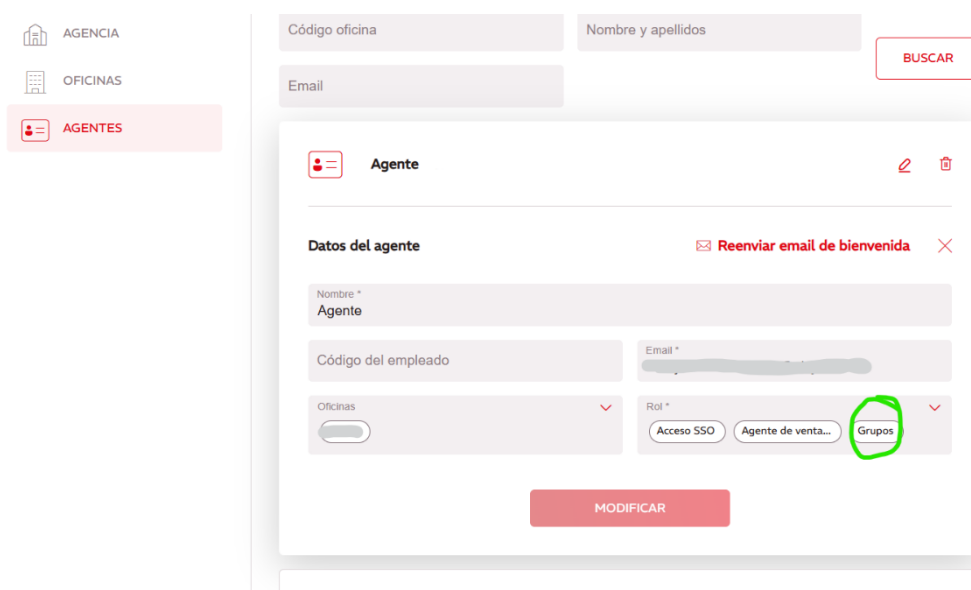 AGENCIA
OFICINAS
AGENTES
Código oficina
Nombre y apellidos
BUSCAR
Email
Agente
Datos del agente
Reenviar email de bienvenida
Nombre *
Agente
Código del empleado
Email *
Oficinas
Rol *
Acceso SSO
Agente de venta...
Grupos
MODIFICAR